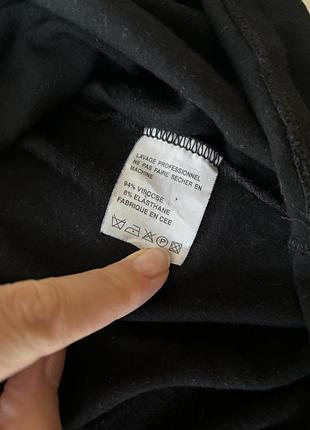 LAVAGE PROFESSIONNEL
NE PAS FAIRE SECHER EN
MACHINE
94% VISCOSE
6% ELASTHANE
FABRIQUE EN CEE
P